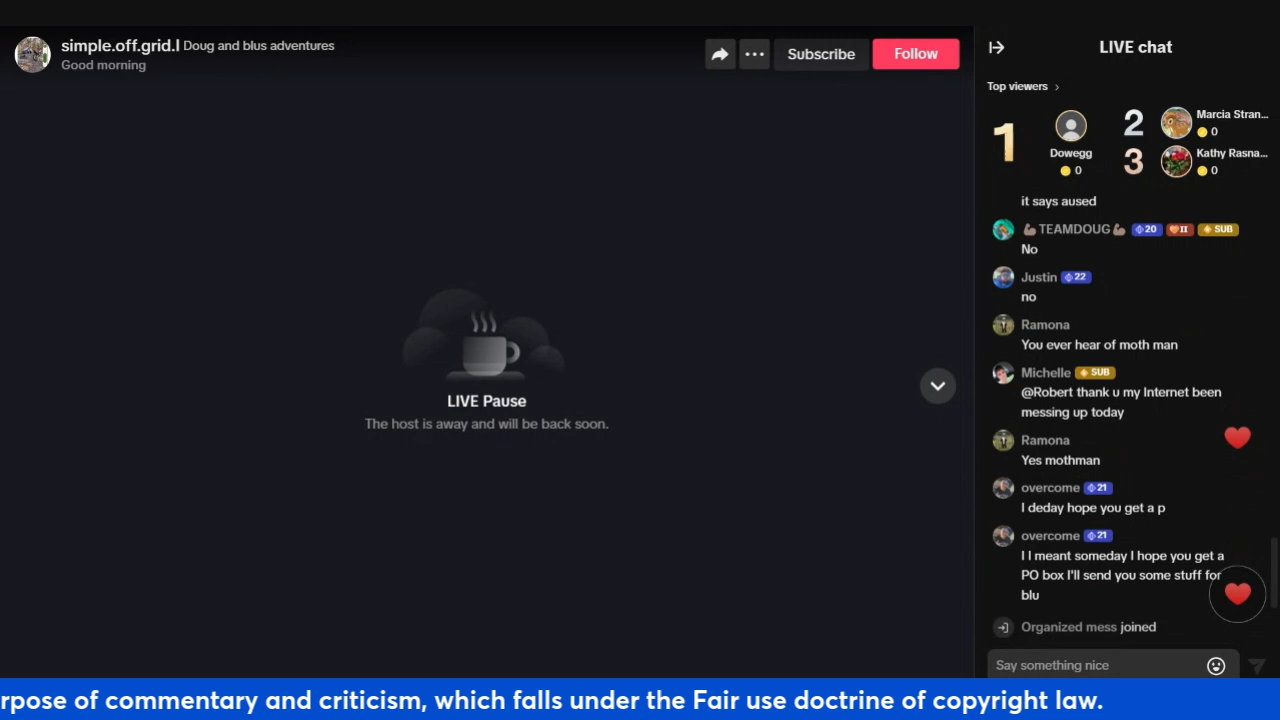 simple.off.grid.l Doug and blus adventures
Good morning
Subscribe
Follow
LIVE chat
Top viewers
1
Dowegg
0
2
Marcia Stran...
0
3
Kathy Rasna...
0
it says aused
💪🏽TEAMDOUG💪🏽 20 II SUB
No
Justin 22
no
Ramona
You ever hear of moth man
Michelle SUB
@Robert thank u my Internet been
messing up today
Ramona
Yes mothman
overcome 21
I deday hope you get a p
overcome 21
I I meant someday I hope you get a
PO box I'll send you some stuff for
blu
Organized mess joined
Say something nice
LIVE Pause
The host is away and will be back soon.
rpose of commentary and criticism, which falls under the Fair use doctrine of copyright law.